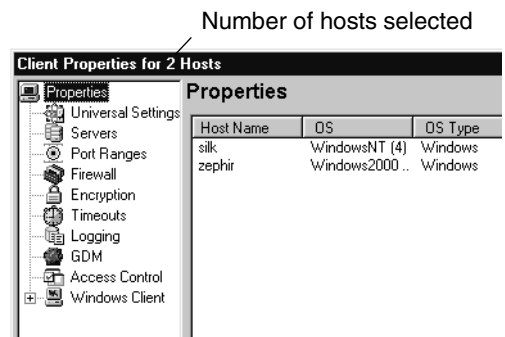 Number of hosts selected
Client Properties for 2 Hosts
Properties
Universal Settings
Servers
Port Ranges
Firewall
Encryption
Timeouts
Logging
GDM
Access Control
Windows Client
Properties
Host Name OS OS Type
silk WindowsNT (4) Windows
zephir Windows2000 .. Windows